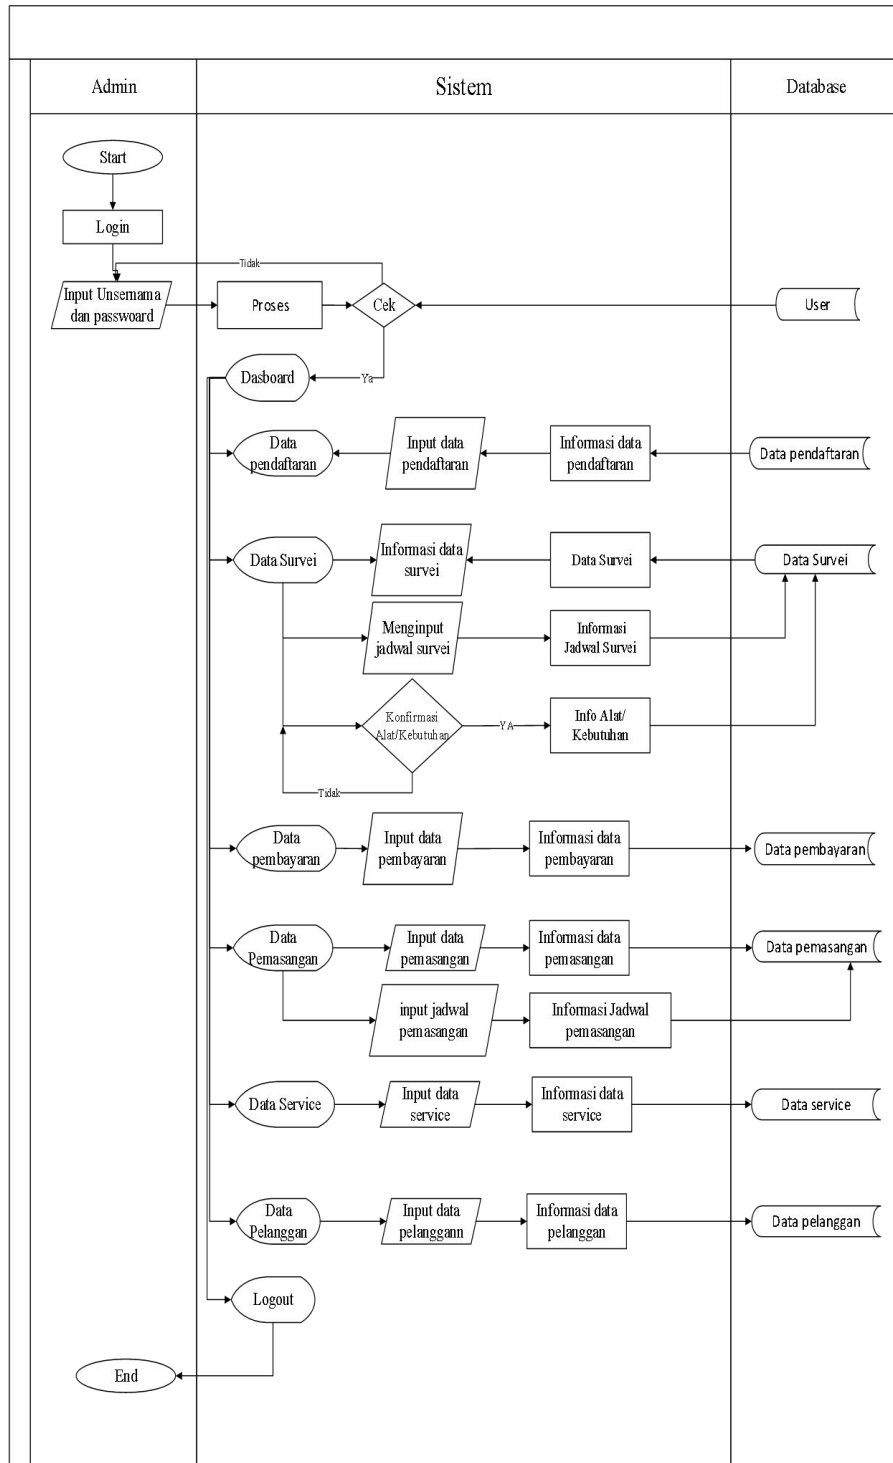 Admin
Sistem
Database
Start
Login
Tidak
Input Unsernama
dan passwoard
Proses
Cek
User
Dasboard
Ya
Data
pendaftaran
Input data
pendaftaran
Informasi data
pendaftaran
Data pendaftaran
Data Survei
Informasi data
survei
Data Survei
Data Survei
Menginput
jadwal survei
Informasi
Jadwal Survei
Konfirmasi
Alat/Kebutuhan
YA
Info Alat/
Kebutuhan
Tidak
Data
pembayaran
Input data
pembayaran
Informasi data
pembayaran
Data pembayaran
Data
Pemasangan
Input data
pemasangan
Informasi data
pemasangan
Data pemasangan
input jadwal
pemasangan
Informasi Jadwal
pemasangan
Data Service
Input data
service
Informasi data
service
Data service
Data
Pelanggan
Input data
pelanggann
Informasi data
pelanggan
Data pelanggan
Logout
End